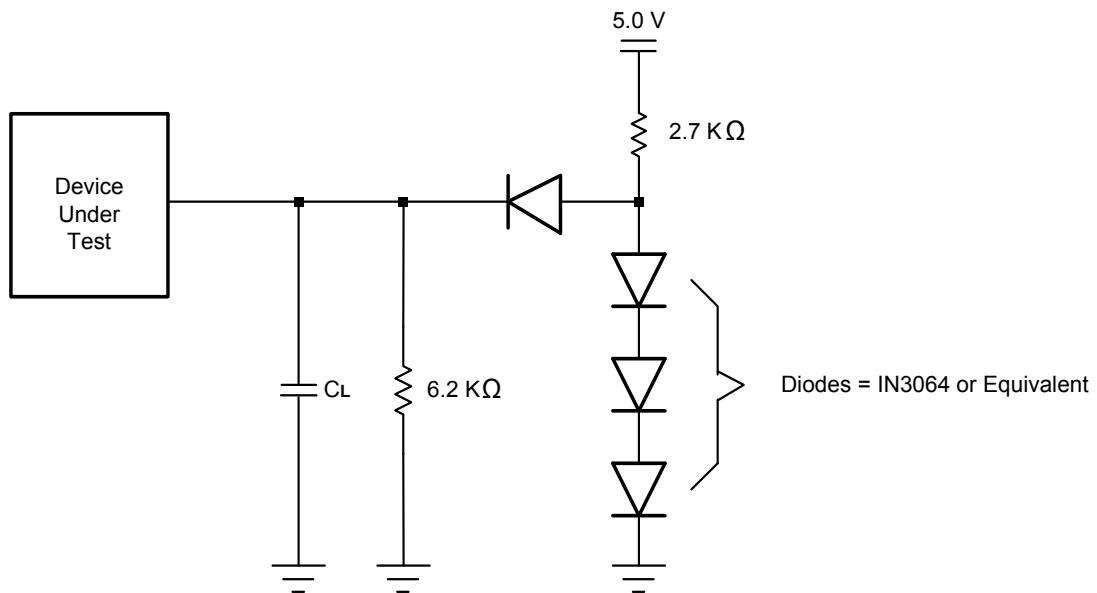 5.0 V
2.7 KΩ
Device
Under
Test
CL
6.2 KΩ
Diodes = IN3064 or Equivalent